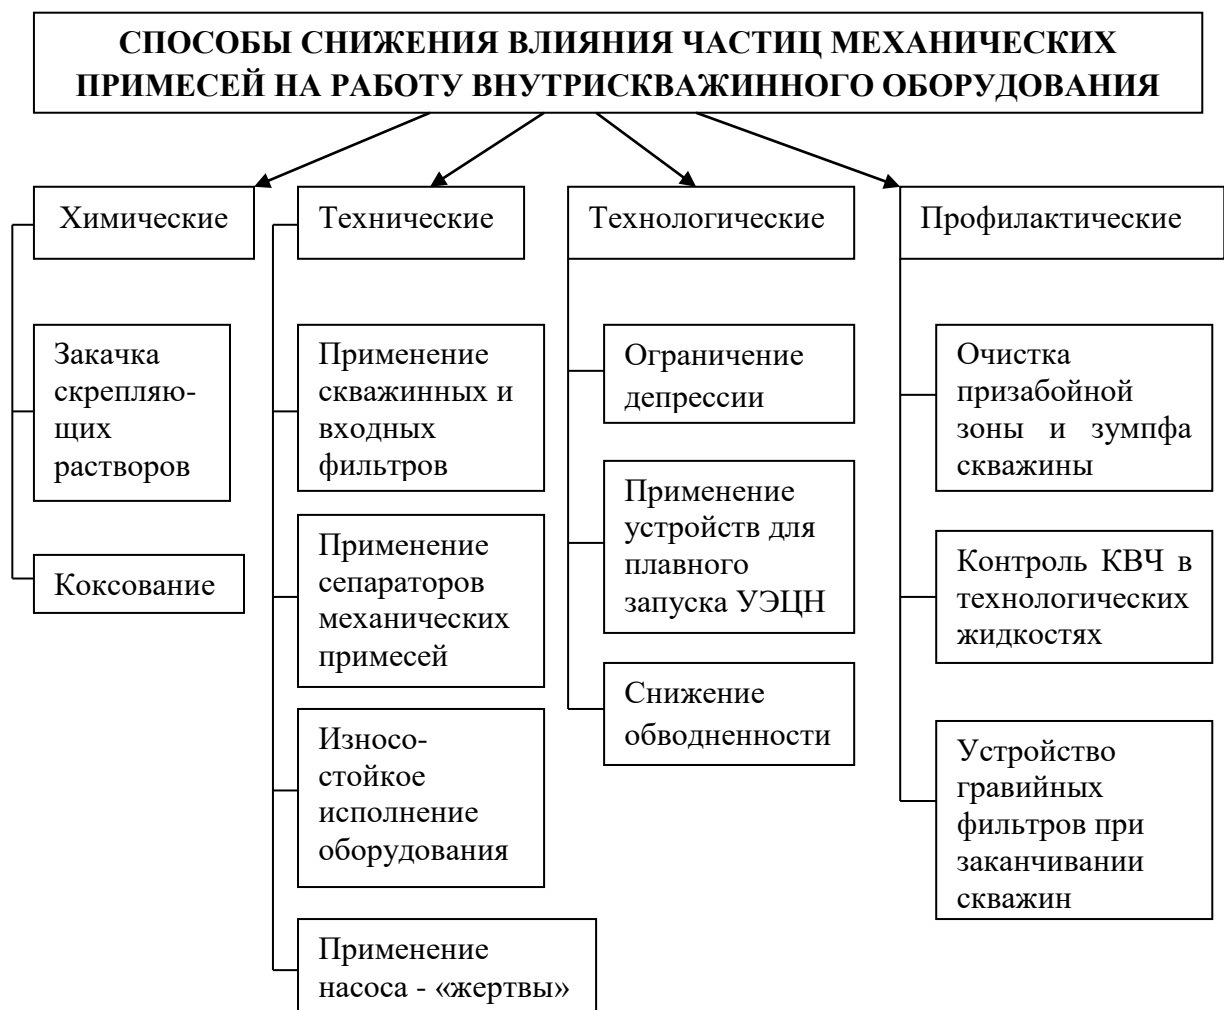 СПОСОБЫ СНИЖЕНИЯ ВЛИЯНИЯ ЧАСТИЦ МЕХАНИЧЕСКИХ
ПРИМЕСЕЙ НА РАБОТУ ВНУТРИСКВАЖИННОГО ОБОРУДОВАНИЯ
Химические
Закачка
скрепляю-
щих
растворов
Коксование
Технические
Применение
скважинных и
входных
фильтров
Применение
сепараторов
механических
примесей
Износо-
стойкое
исполнение
оборудования
Применение
насоса - «жертвы»
Технологические
Ограничение
депрессии
Применение
устройств для
плавного
запуска УЭЦН
Снижение
обводненности
Профилактические
Очистка
призабойной
зоны и зумпфа
скважины
Контроль КВЧ в
технологических
жидкостях
Устройство
гравийных
фильтров при
заканчивании
скважин